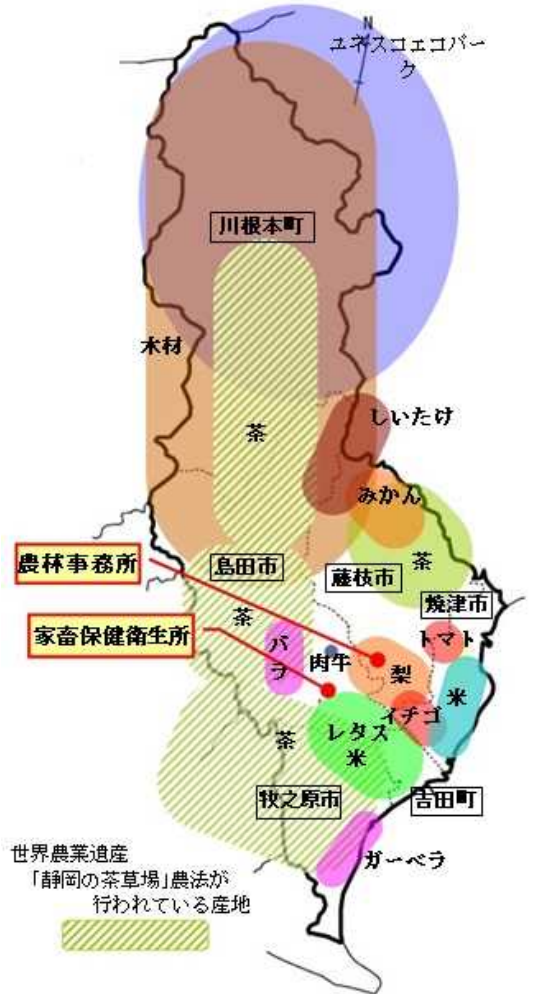 N
ユネスコエコパー
ク
川根本町
木材
しいたけ
茶
みかん
農林事務所
島田市
藤枝市
茶
焼津市
家畜保健衛生所
茶
バラ
肉牛
梨
トマト
米
イチゴ
レタス
米
茶
牧之原市
吉田町
ガーベラ
世界農業遺産
「静岡の茶草場」農法が
行われている産地